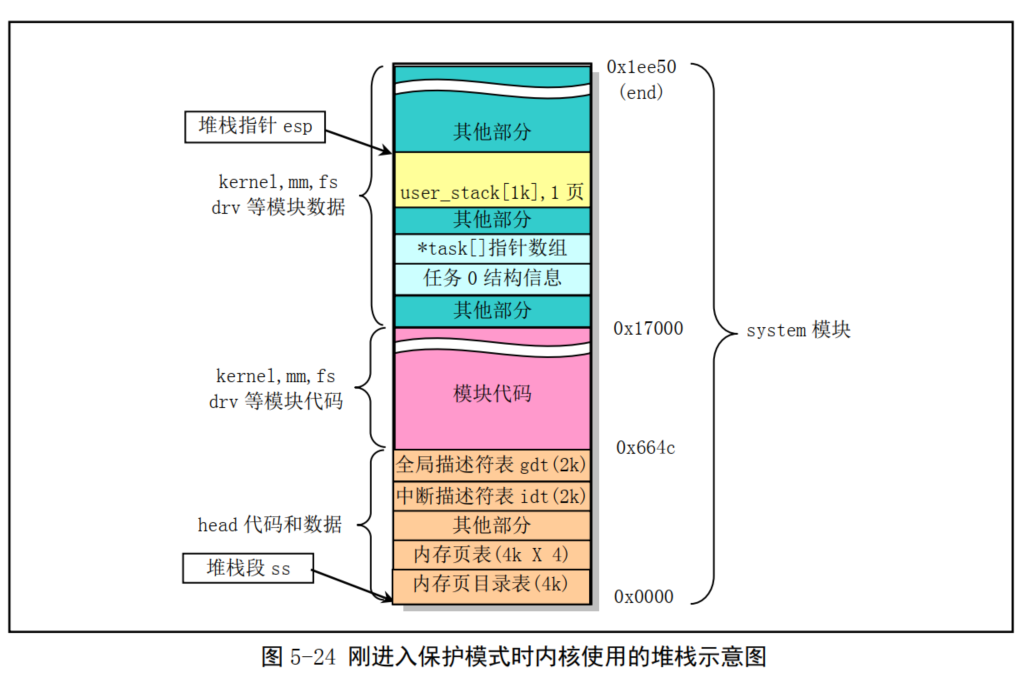 0x1ee50
(end)
其他部分
堆栈指针 esp
kernel,mm,fs
drv 等模块数据
user_stack[1k],1 页
其他部分
*task[]指针数组
任务 0 结构信息
其他部分
0x17000
system 模块
kernel,mm,fs
drv 等模块代码
模块代码
0x664c
全局描述符表 gdt(2k)
中断描述符表 idt(2k)
head 代码和数据
其他部分
内存页表(4k X 4)
堆栈段 ss
内存页目录表(4k)
0x0000
图 5-24 刚进入保护模式时内核使用的堆栈示意图